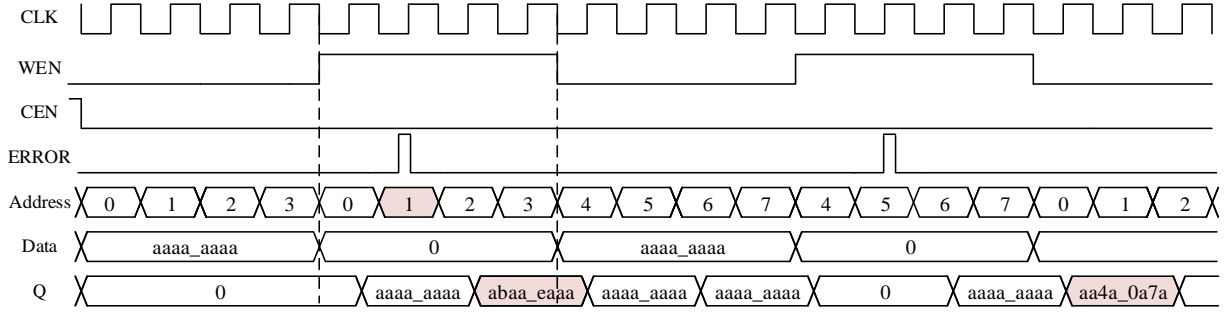 CLK
WEN
CEN
ERROR
Address 0 1 2 3 0 1 2 3 4 5 6 7 4 5 6 7 0 1 2
Data aaaa_aaaa 0 aaaa_aaaa 0
Q 0 aaaa_aaaa abaa_eaaa aaaa_aaaa aaaa_aaaa 0 aaaa_aaaa aa4a_0a7a